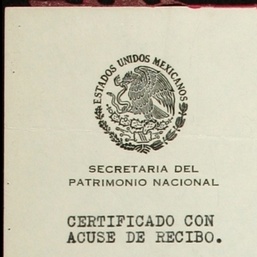 ESTADOS UNIDOS MEXICANOS
SECRETARIA DEL
PATRIMONIO NACIONAL
CERTIFICADO CON
ACUSE DE RECIBO.